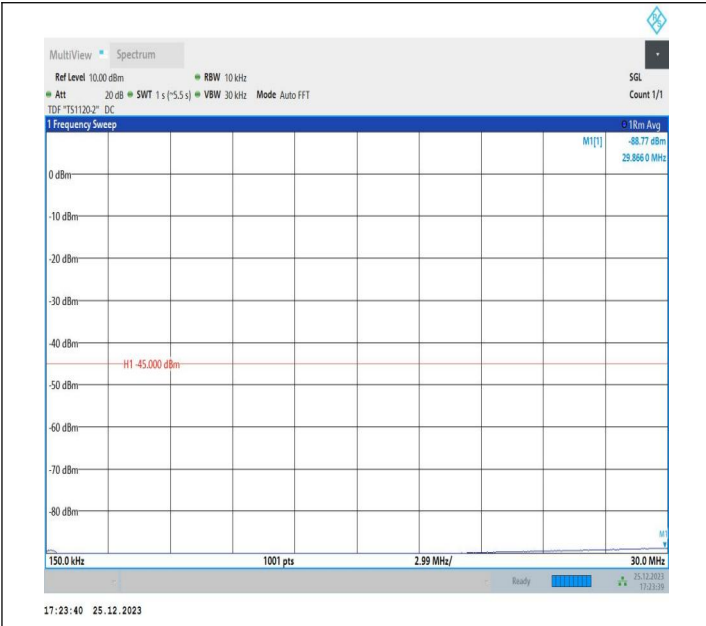 MultiView Spectrum
Ref Level 10.00 dBm RBW 10 kHz SGL
Att 20 dB SWT 1 s (~5.5 s) VBW 30 kHz Mode Auto FFT Count 1/1
TDF "TS1120-2" DC
1 Frequency Sweep 1Rm Avg
M1[1] -88.77 dBm
29.866 0 MHz
0 dBm
-10 dBm
-20 dBm
-30 dBm
-40 dBm
H1 -45.000 dBm
-50 dBm
-60 dBm
-70 dBm
-80 dBm
M1
150.0 kHz 1001 pts 2.99 MHz/ 30.0 MHz
Ready 25.12.2023
17:23:39
17:23:40 25.12.2023